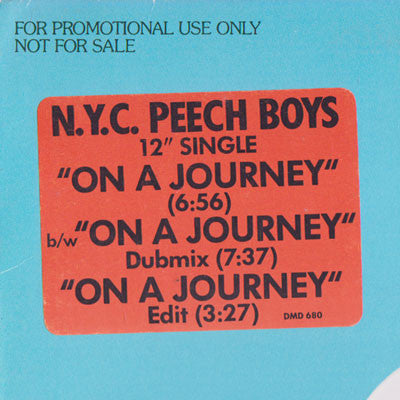 FOR PROMOTIONAL USE ONLY
NOT FOR SALE
N.Y.C. PEECH BOYS
12" SINGLE
"ON A JOURNEY"
(6:56)
b/w "ON A JOURNEY"
Dubmix (7:37)
"ON A JOURNEY"
Edit (3:27) DMD 680